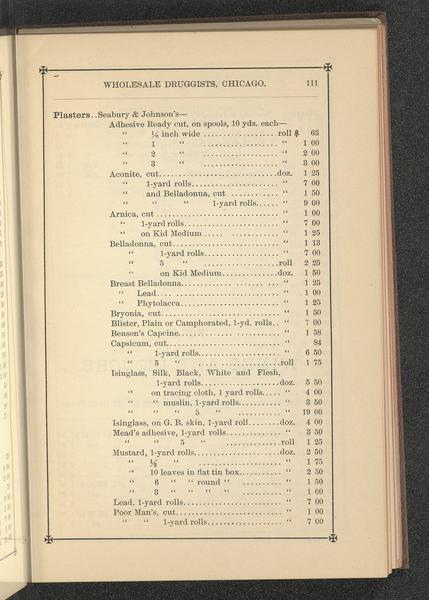 WHOLESALE DRUGGISTS, CHICAGO. 111
Plasters..Seabury & Johnson's—
Adhesive Ready cut, on spools, 10 yds. each—
" ½ inch wide .................. roll $ 63
" 1 " ........................ " 1 00
" 2 " ........................ " 2 00
" 3 " ........................ " 3 00
Aconite, cut..............................doz. 1 25
" 1-yard rolls...................... " 7 00
" and Belladonna, cut ............ " 1 50
" " " 1-yard rolls...... " 9 00
Arnica, cut ............................... " 1 00
" 1-yard rolls........................ " 7 00
" on Kid Medium .................. " 1 25
Belladonna, cut........................... " 1 13
" 1-yard rolls.................. " 7 00
" 5 " ......................roll 2 25
" on Kid Medium..............doz. 1 50
Breast Belladonna........................ " 1 25
" Lead.... .......................... " 1 00
" Phytolacca........................ " 1 25
Bryonia, cut.............................. " 1 50
Blister, Plain or Camphorated, 1-yd. rolls.. " 7 00
Benson's Capcine.......................... " 1 58
Capsicum, cut............................. " 84
" 1-yard rolls..................... " 6 50
" 5 " ..................... roll 1 75
Isinglass, Silk, Black, White and Flesh,
1-yard rolls..........................doz. 5 50
" on tracing cloth, 1 yard rolls.... " 4 00
" " muslin, 1-yard rolls........ " 3 50
" " " 5 " .......... " 19 00
Isinglass, on G. B. skin, 1-yard roll........doz. 4 00
Mead's adhesive, 1-yard rolls.............. " 3 50
" " 5 " ..............roll 1 25
Mustard, 1-yard rolls......................doz. 2 50
" ½ " ...................... " 1 75
" 10 leaves in flat tin box.......... " 2 50
" 6 " " round " .......... " 1 50
" 3 " " " " .......... " 1 00
Lead, 1-yard rolls......................... " 7 00
Poor Man's, cut........................... " 1 00
" " 1-yard rolls.................. " 7 00